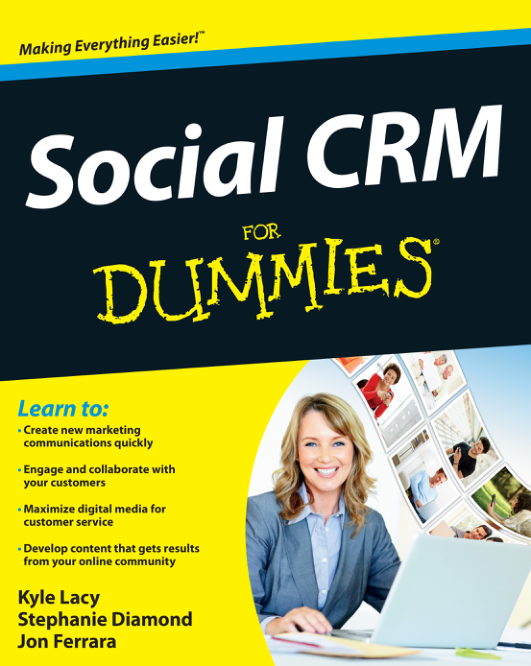 Making Everything Easier!™
Social CRM
FOR
DUMMIES®
Learn to:
• Create new marketing
communications quickly
• Engage and collaborate with
your customers
• Maximize digital media for
customer service
• Develop content that gets results
from your online community
Kyle Lacy
Stephanie Diamond
Jon Ferrara